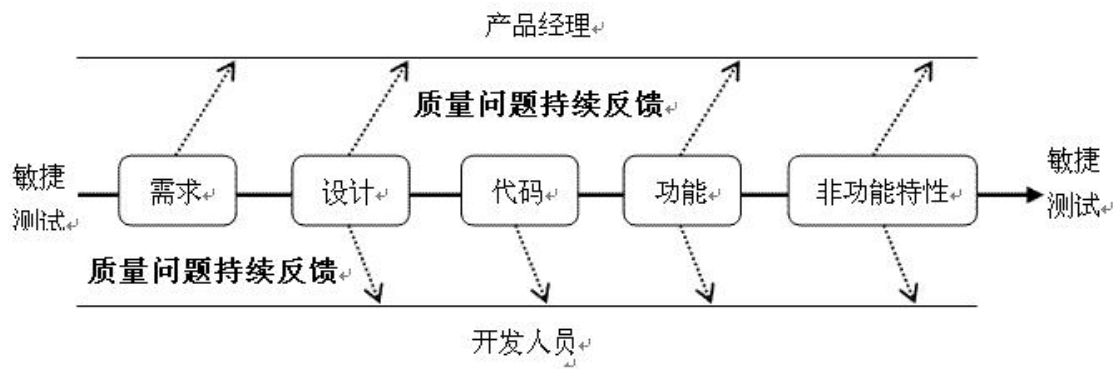 产品经理
质量问题持续反馈
敏捷
测试
需求
设计
代码
功能
非功能特性
敏捷
测试
质量问题持续反馈
开发人员